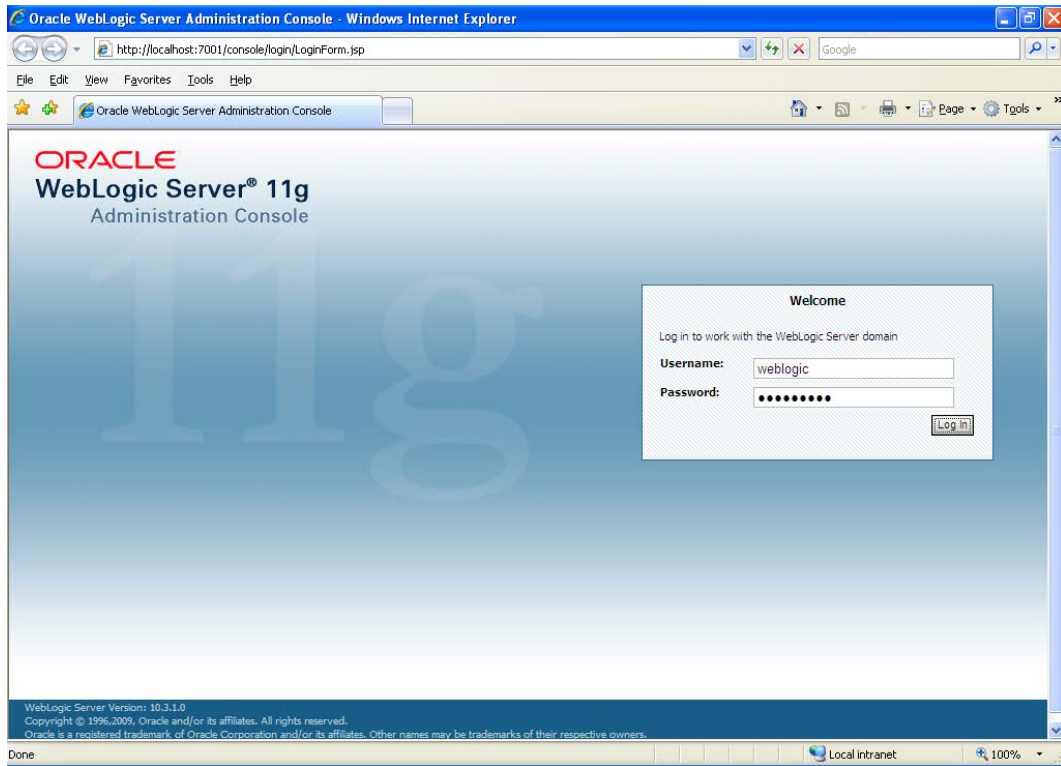 Oracle WebLogic Server Administration Console - Windows Internet Explorer
http://localhost:7001/console/login/LoginForm.jsp
Google
File Edit View Favorites Tools Help
Oracle WebLogic Server Administration Console
Page Tools
ORACLE
WebLogic Server® 11g
Administration Console
11g
Welcome
Log in to work with the WebLogic Server domain
Username: weblogic
Password: •••••••••
Log In
WebLogic Server Version: 10.3.1.0
Copyright © 1996,2009, Oracle and/or its affiliates. All rights reserved.
Oracle is a registered trademark of Oracle Corporation and/or its affiliates. Other names may be trademarks of their respective owners.
Done Local intranet 100%